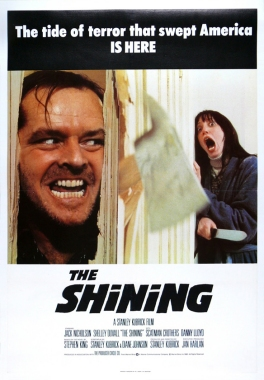 The tide of terror that swept America
IS HERE
THE
SHiNiNG
A STANLEY KUBRICK FILM
JACK NICHOLSON SHELLEY DUVALL "THE SHINING" SCATMAN CROTHERS DANNY LLOYD
STEPHEN KING STANLEY KUBRICK & DIANE JOHNSON STANLEY KUBRICK JAN HARLAN